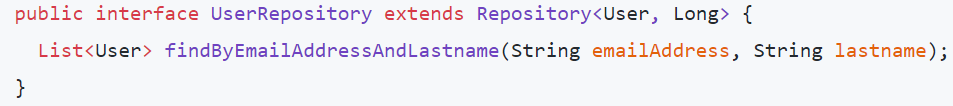 public interface UserRepository extends Repository<User, Long> {
  List<User> findByEmailAddressAndLastname(String emailAddress, String lastname);
}